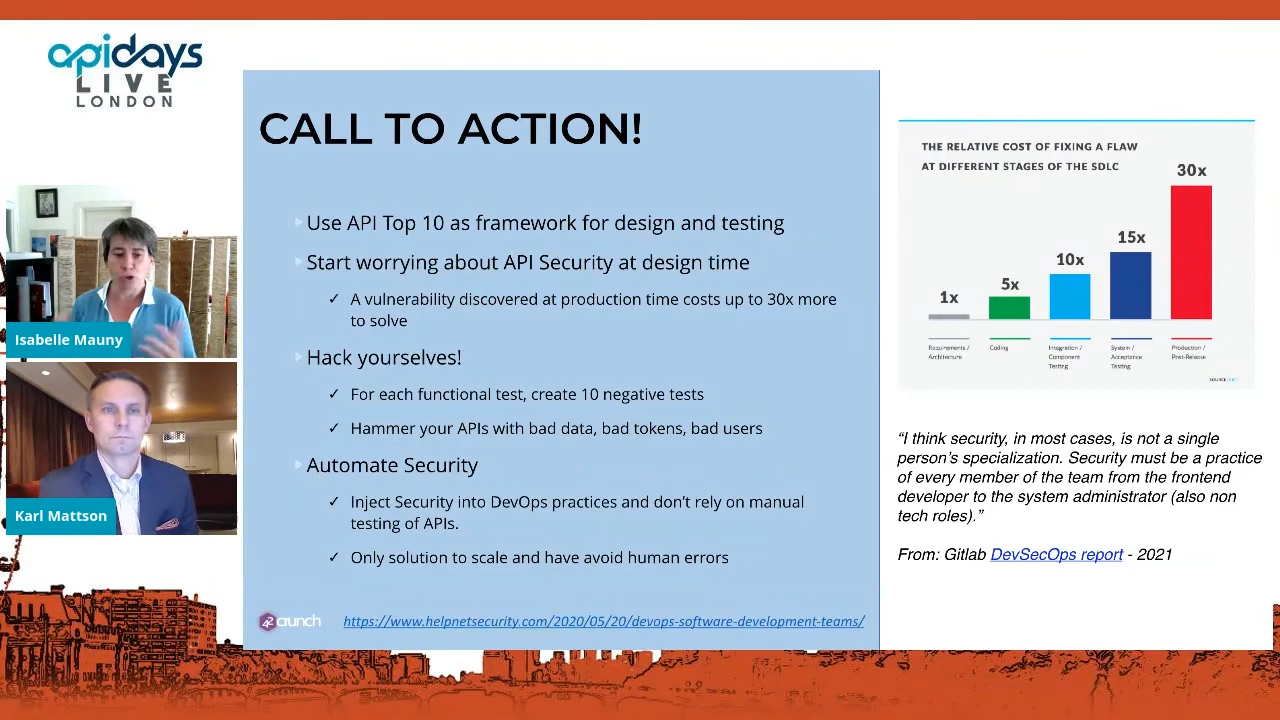 apidays
LIVE
LONDON
Isabelle Mauny
Karl Mattson
CALL TO ACTION!
Use API Top 10 as framework for design and testing
Start worrying about API Security at design time
✓ A vulnerability discovered at production time costs up to 30x more
to solve
Hack yourselves!
✓ For each functional test, create 10 negative tests
✓ Hammer your APIs with bad data, bad tokens, bad users
Automate Security
✓ Inject Security into DevOps practices and don’t rely on manual
testing of APIs.
✓ Only solution to scale and have avoid human errors
42 crunch
https://www.helpnetsecurity.com/2020/05/20/devops-software-development-teams/
THE RELATIVE COST OF FIXING A FLAW
AT DIFFERENT STAGES OF THE SDLC
1x
5x
10x
15x
30x
Requirements /
Architecture
Coding
Integration /
Component
Testing
System /
Acceptance
Testing
Production /
Post-Release
SOURCE:
“I think security, in most cases, is not a single
person’s specialization. Security must be a practice
of every member of the team from the frontend
developer to the system administrator (also non
tech roles).”
From: Gitlab DevSecOps report - 2021